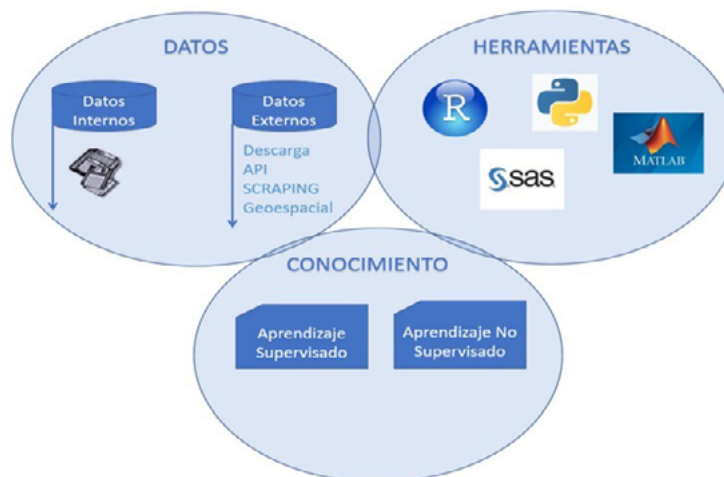 DATOS
Datos
Internos
Datos
Externos
Descarga
API
SCRAPING
Geoespacial
HERRAMIENTAS
R
MATLAB
sas
CONOCIMIENTO
Aprendizaje
Supervisado
Aprendizaje No
Supervisado